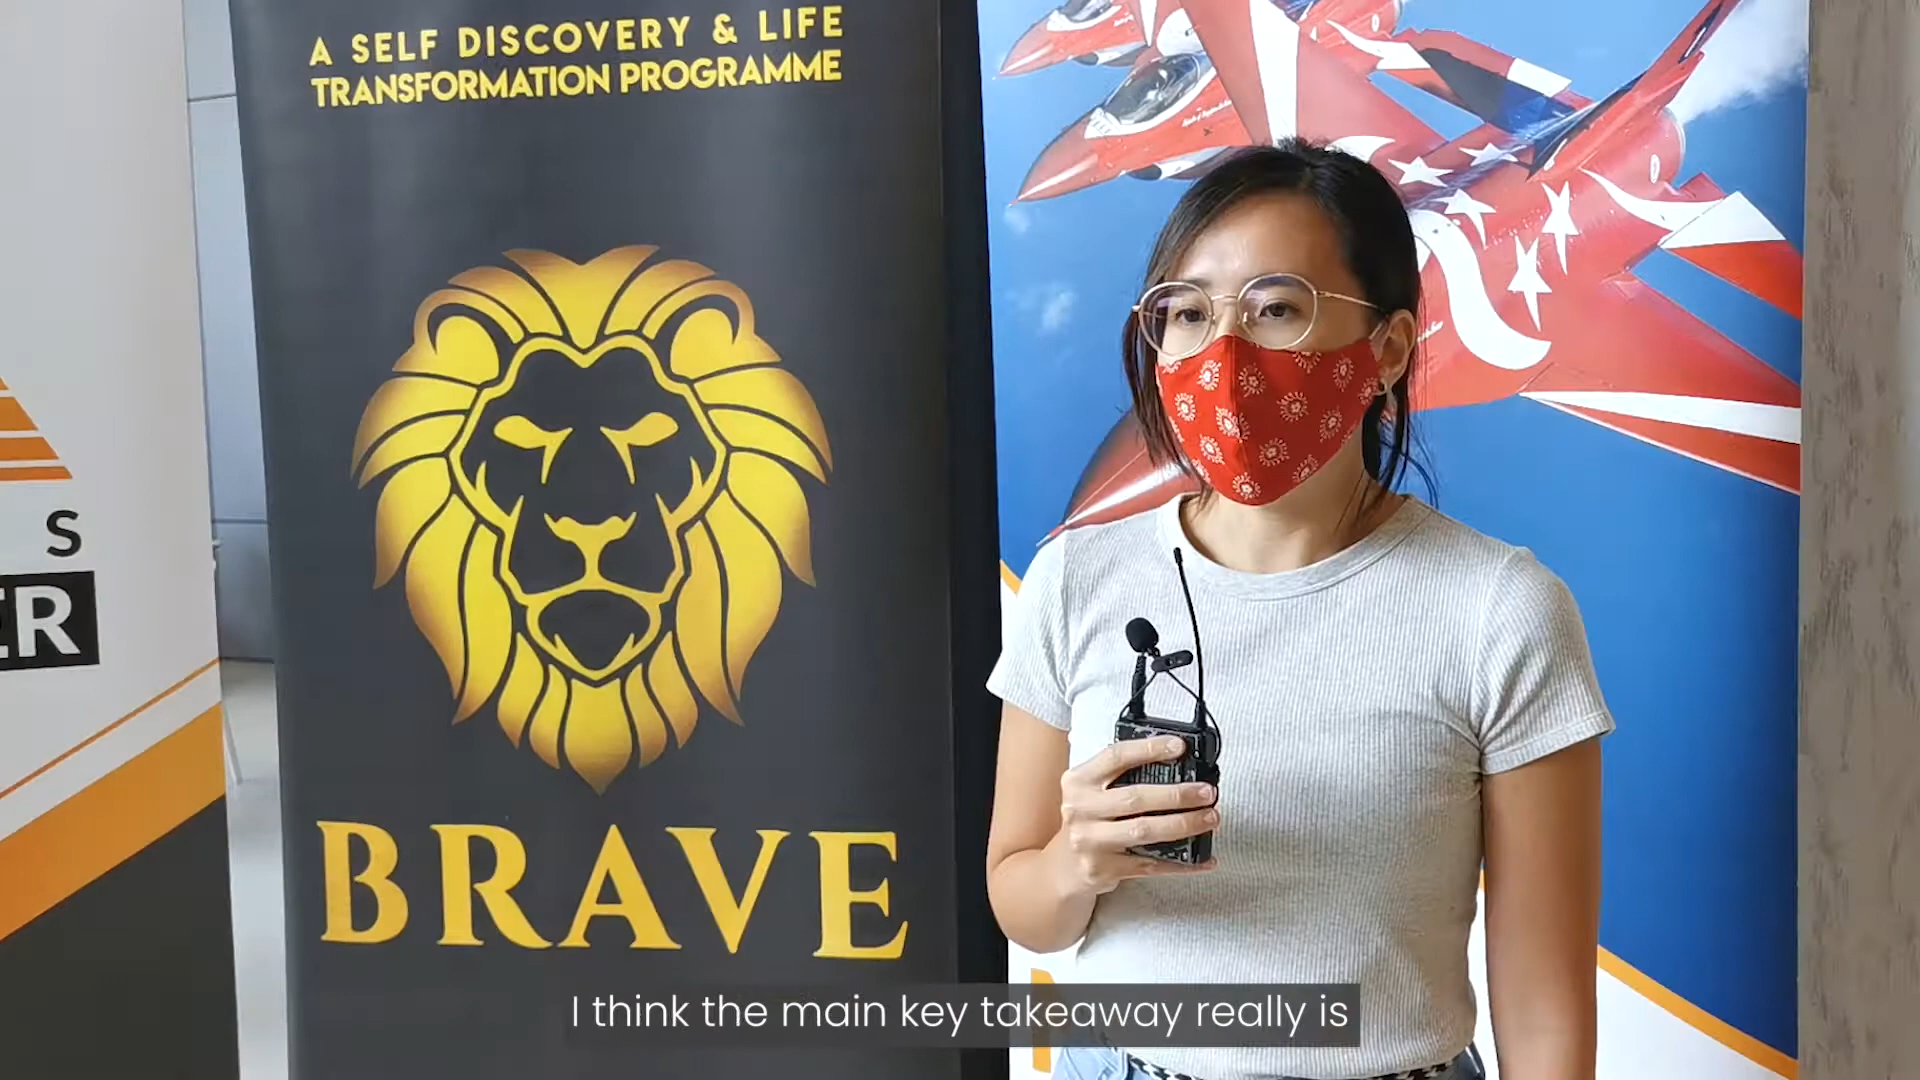 A SELF DISCOVERY & LIFE
TRANSFORMATION PROGRAMME
S
ER
BRAVE
I think the main key takeaway really is